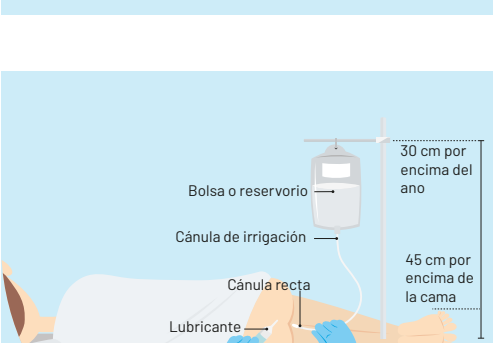 30 cm por
encima del
ano
Bolsa o reservorio
Cánula de irrigación
45 cm por
encima de
la cama
Cánula recta
Lubricante